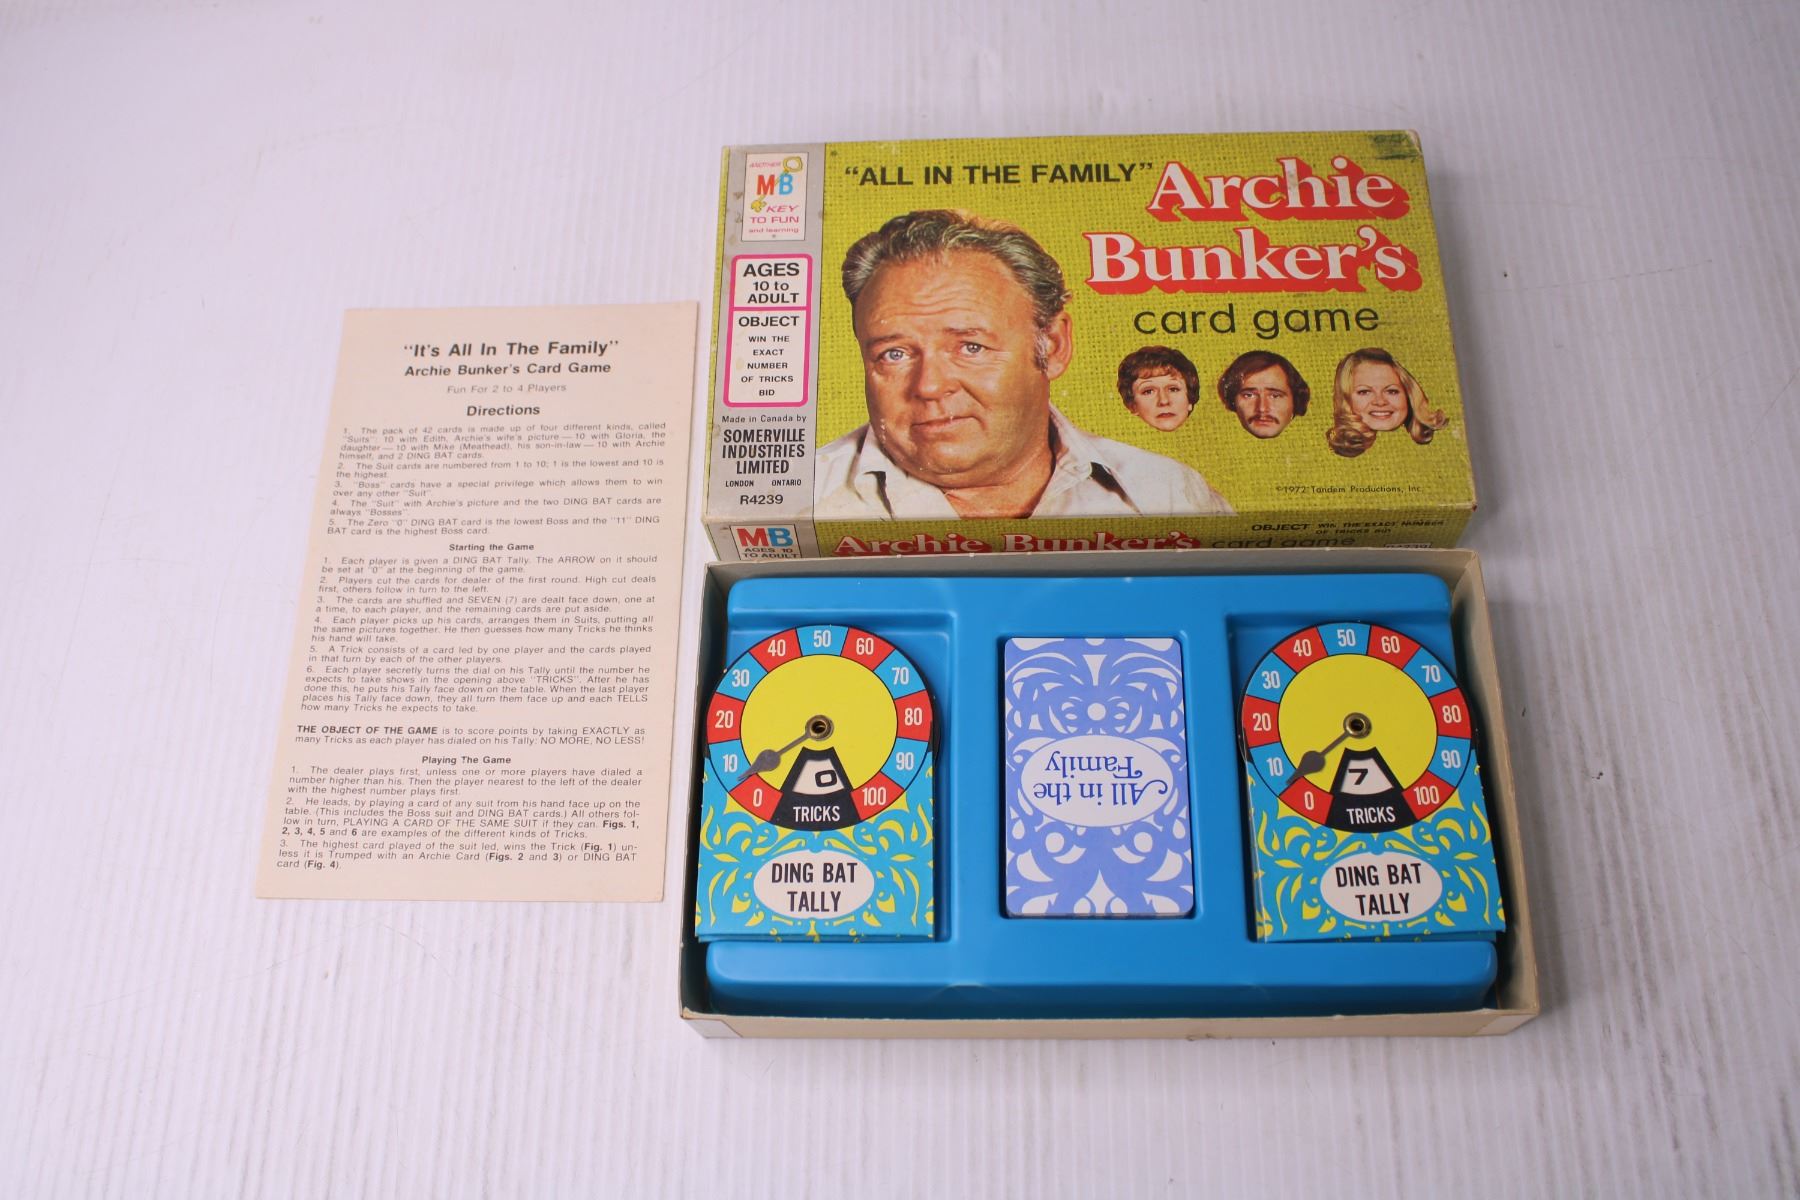 "It's All In The Family"
Archie Bunker's Card Game
Fun For 2 to 4 Players
Directions
1. The pack of 42 cards is made up of four different kinds, called
"Suits": 10 with Edith, Archie's wife's picture — 10 with Gloria, the
daughter — 10 with Mike (Meathead), his son-in-law — 10 with Archie
himself, and 2 DING BAT cards.
2. The Suit cards are numbered from 1 to 10; 1 is the lowest and 10 is
the highest.
3. "Boss" cards have a special privilege which allows them to win
over any other "Suit".
4. The "Suit" with Archie's picture and the two DING BAT cards are
always "Bosses".
5. The Zero "0" DING BAT card is the lowest Boss and the "11" DING
BAT card is the highest Boss card.
Starting the Game
1. Each player is given a DING BAT Tally. The ARROW on it should
be set at "0" at the beginning of the game.
2. Players cut the cards for dealer of the first round. High cut deals
first, others follow in turn to the left.
3. The cards are shuffled and SEVEN (7) are dealt face down, one at
a time, to each player, and the remaining cards are put aside.
4. Each player picks up his cards, arranges them in Suits, putting all
the same pictures together. He then guesses how many Tricks he thinks
his hand will take.
5. A Trick consists of a card led by one player and the cards played
in that turn by each of the other players.
6. Each player secretly turns the dial on his Tally until the number he
expects to take shows in the opening above "TRICKS". After he has
done this, he puts his Tally face down on the table. When the last player
places his Tally face down, they all turn them face up and each TELLS
how many Tricks he expects to take.
THE OBJECT OF THE GAME is to score points by taking EXACTLY as
many Tricks as each player has dialed on his Tally: NO MORE, NO LESS!
Playing The Game
1. The dealer plays first, unless one or more players have dialed a
number higher than his. Then the player nearest to the left of the dealer
with the highest number plays first.
2. He leads, by playing a card of any suit from his hand face up on the
table. (This includes the Boss suit and DING BAT cards.) All others fol-
low in turn, PLAYING A CARD OF THE SAME SUIT if they can. Figs. 1,
2, 3, 4, 5 and 6 are examples of the different kinds of Tricks.
3. The highest card played of the suit led, wins the Trick (Fig. 1) un-
less it is Trumped with an Archie Card (Figs. 2 and 3) or DING BAT
card (Fig. 4).
ANOTHER
MB
KEY
TO FUN
and learning
AGES
10 to
ADULT
OBJECT
WIN THE
EXACT
NUMBER
OF TRICKS
BID
Made in Canada by
SOMERVILLE
INDUSTRIES
LIMITED
LONDON ONTARIO
R4239
"ALL IN THE FAMILY"
Archie
Bunker's
card game
©1972 Tandem Productions, Inc.
MB
AGES 10
TO ADULT
Archie Bunker's card game
OBJECT WIN THE EXACT NUMBER
OF TRICKS BID
R4239
0 10 20 30 40 50 60 70 80 90 100
0
TRICKS
DING BAT
TALLY
All in the
Family
0 10 20 30 40 50 60 70 80 90 100
7
TRICKS
DING BAT
TALLY